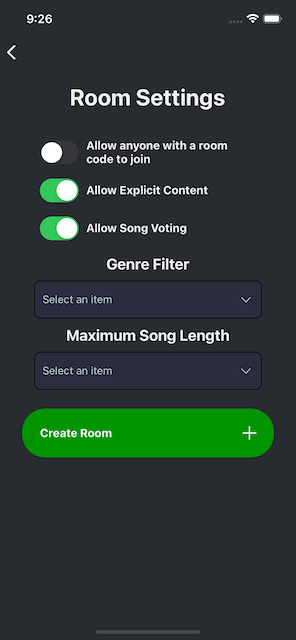 9:26
Room Settings
Allow anyone with a room
code to join
Allow Explicit Content
Allow Song Voting
Genre Filter
Select an item
Maximum Song Length
Select an item
Create Room